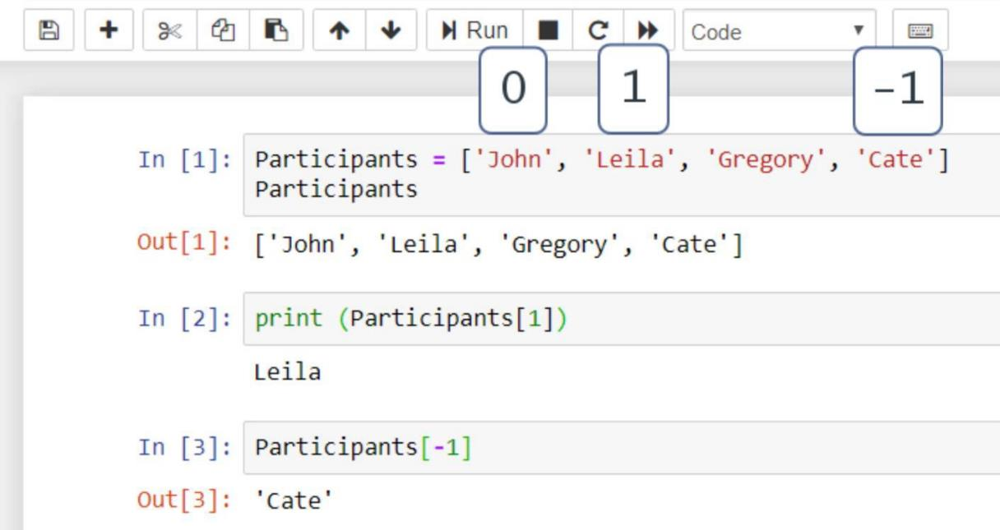 Run Code
0 1 -1
In [1]: Participants = ['John', 'Leila', 'Gregory', 'Cate']
Participants
Out[1]: ['John', 'Leila', 'Gregory', 'Cate']
In [2]: print (Participants[1])
Leila
In [3]: Participants[-1]
Out[3]: 'Cate'